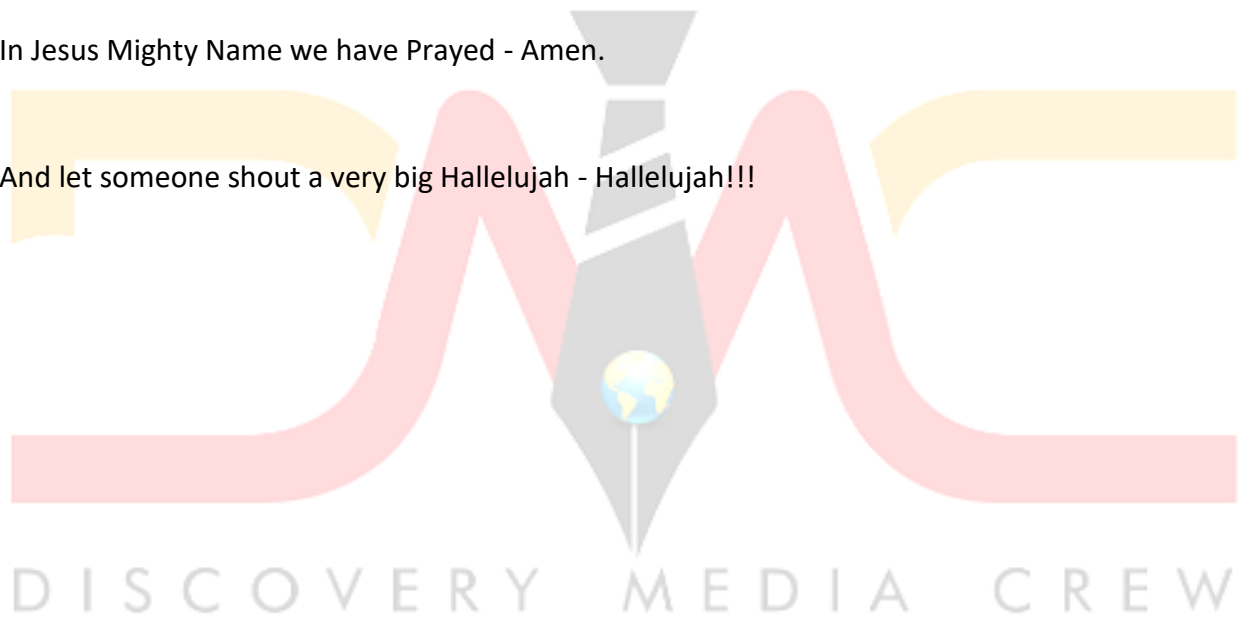 In Jesus Mighty Name we have Prayed - Amen.
And let someone shout a very big Hallelujah - Hallelujah!!!
DISCOVERY MEDIA CREW